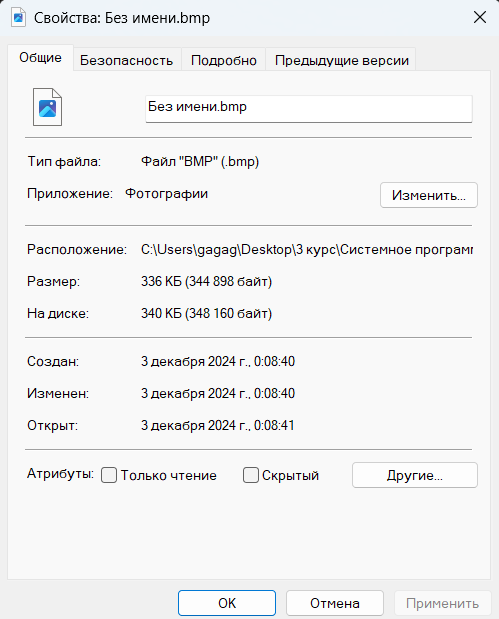 Свойства: Без имени.bmp
Общие Безопасность Подробно Предыдущие версии
Без имени.bmp
Тип файла: Файл "BMP" (.bmp)
Приложение: Фотографии Изменить...
Расположение: C:\Users\gagag\Desktop\3 курс\Системное програм
Размер: 336 КБ (344 898 байт)
На диске: 340 КБ (348 160 байт)
Создан: 3 декабря 2024 г., 0:08:40
Изменен: 3 декабря 2024 г., 0:08:40
Открыт: 3 декабря 2024 г., 0:08:41
Атрибуты: Только чтение Скрытый Другие...
ОК Отмена Применить